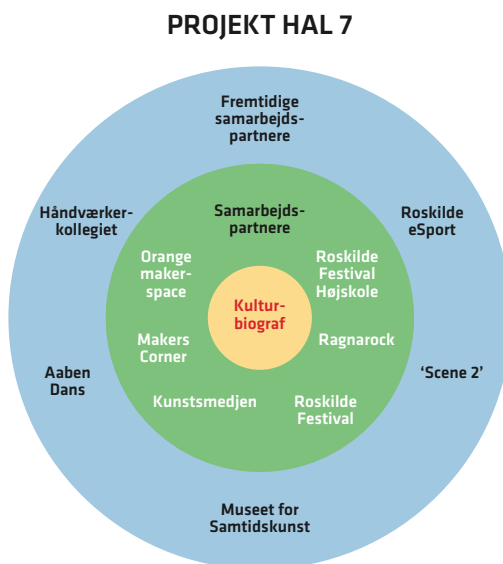 PROJEKT HAL 7
Fremtidige
samarbejds-
partnere
Håndværker-
kollegiet
Roskilde
eSport
Samarbejds-
partnere
Orange
maker-
space
Roskilde
Festival
Højskole
Kultur-
biograf
Makers
Corner
Ragnarock
Aaben
Dans
'Scene 2'
Kunstsmedjen
Roskilde
Festival
Museet for
Samtidskunst